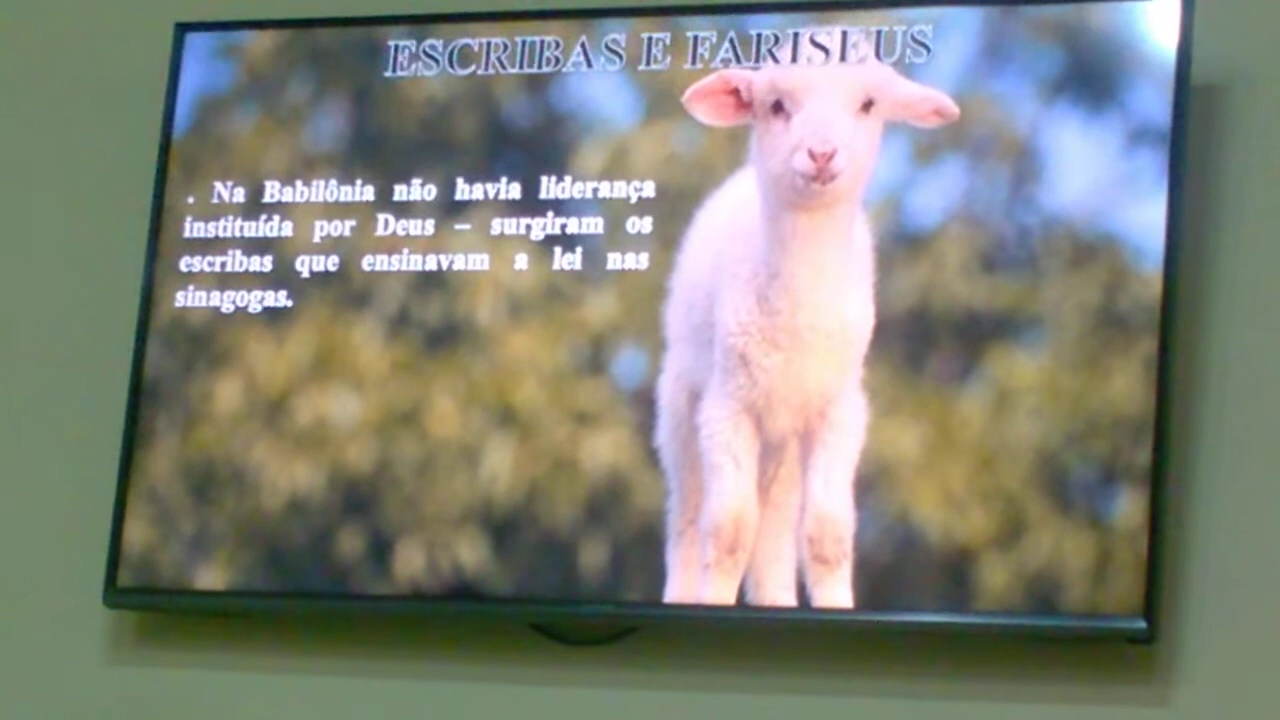 ESCRIBAS E FARISEUS
. Na Babilônia não havia liderança
instituída por Deus – surgiram os
escribas que ensinavam a lei nas
sinagogas.